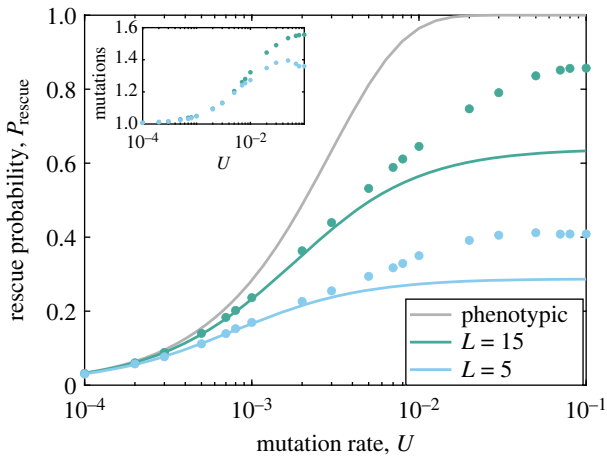 1.0
0.8
0.6
0.4
0.2
0
rescue probability, P_rescue
10⁻⁴
10⁻³
10⁻²
10⁻¹
mutation rate, U
1.6
1.4
1.2
1.0
mutations
10⁻⁴
10⁻²
U
phenotypic
L = 15
L = 5